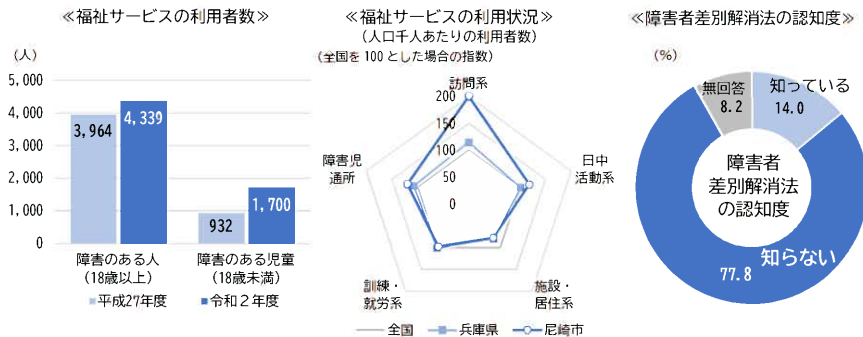 ≪福祉サービスの利用者数≫
(人)
5,000
4,000
3,000
2,000
1,000
0
3,964
4,339
932
1,700
障害のある人
(18歳以上)
障害のある児童
(18歳未満)
平成27年度
令和2年度
≪福祉サービスの利用状況≫
(人口千人あたりの利用者数)
(全国を100とした場合の指数)
訪問系
200
150
100
50
0
日中
活動系
施設・
居住系
訓練・
就労系
障害児
通所
全国
兵庫県
尼崎市
≪障害者差別解消法の認知度≫
(%)
無回答
8.2
知っている
14.0
障害者
差別解消法
の認知度
知らない
77.8